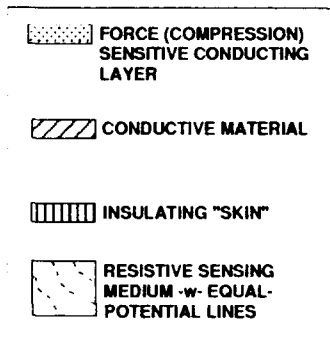 FORCE (COMPRESSION)
SENSITIVE CONDUCTING
LAYER
CONDUCTIVE MATERIAL
INSULATING "SKIN"
RESISTIVE SENSING
MEDIUM -w- EQUAL-
POTENTIAL LINES